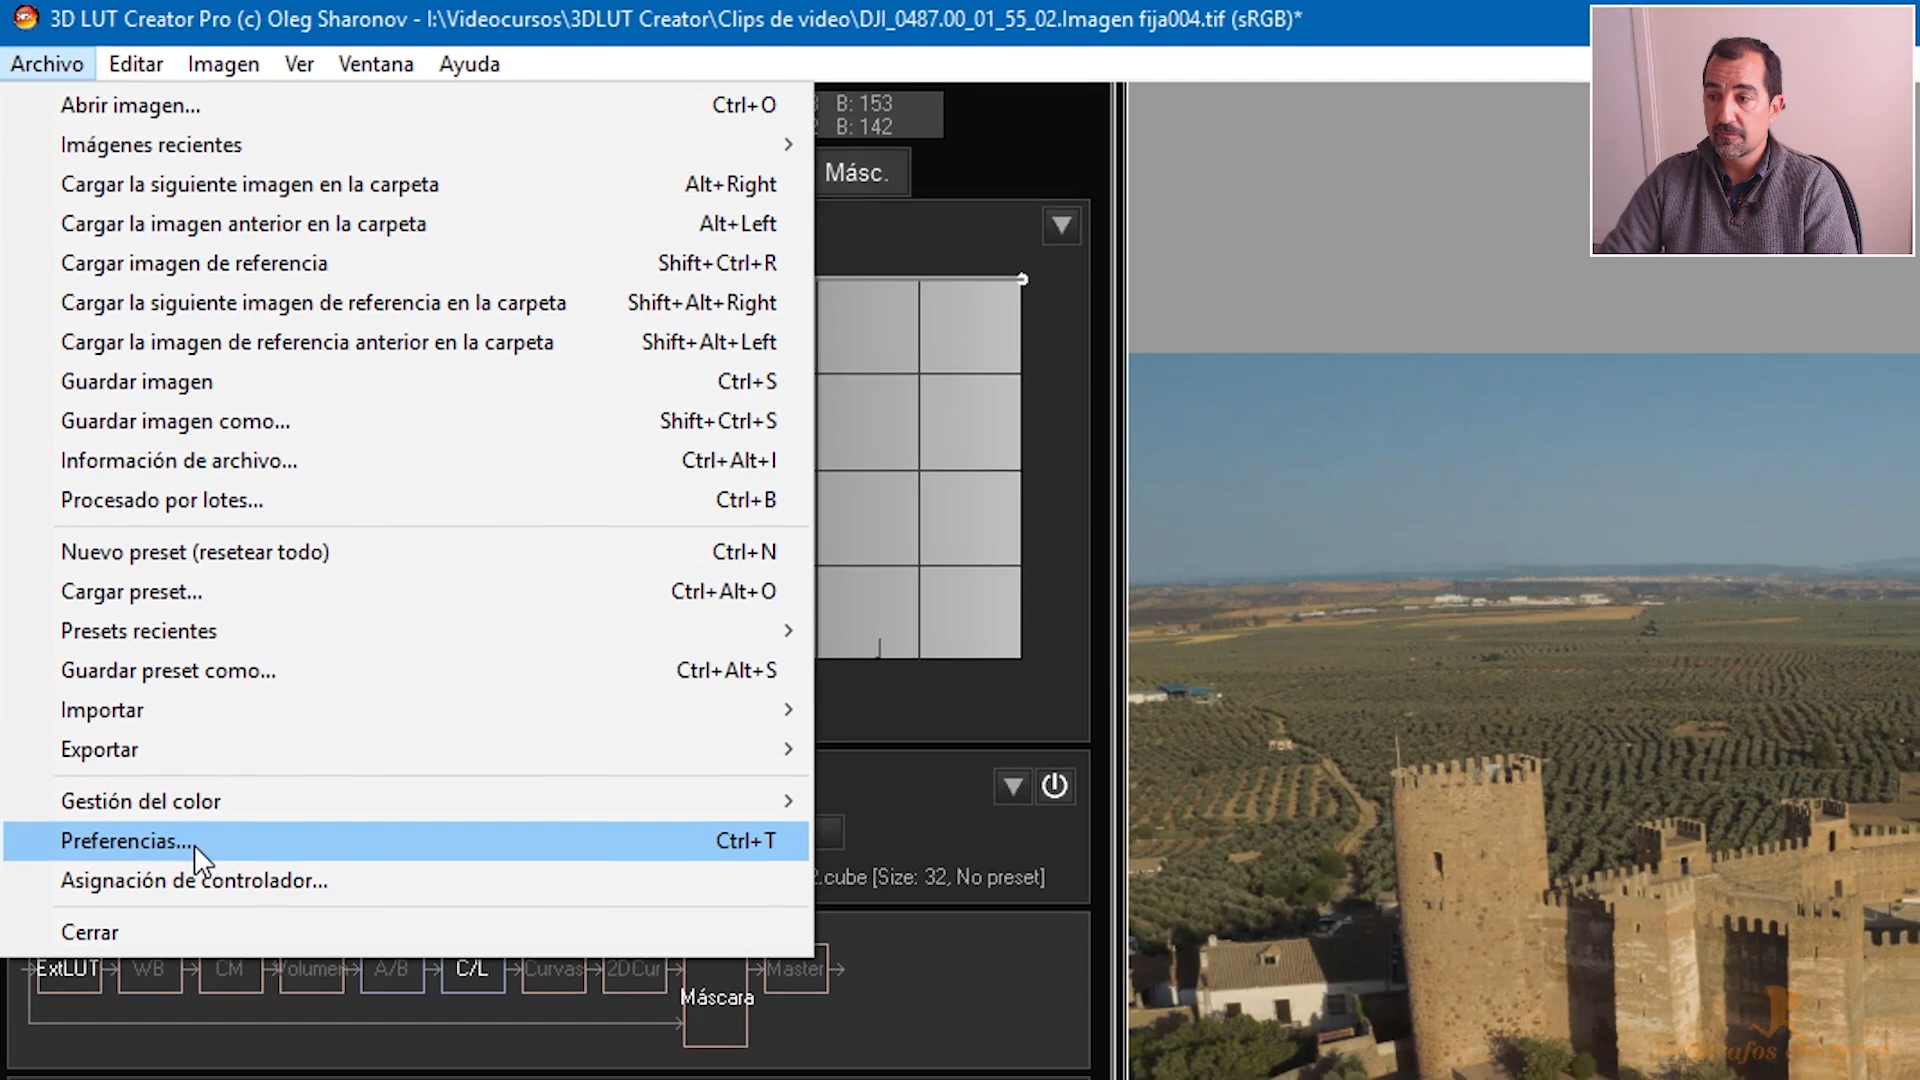 3D LUT Creator Pro (c) Oleg Sharonov - I:\Videocursos\3DLUT Creator\Clips de video\DJI_0487.00_01_55_02.Imagen fija004.tif (sRGB)*
Archivo Editar Imagen Ver Ventana Ayuda
Abrir imagen... Ctrl+O
Imágenes recientes
Cargar la siguiente imagen en la carpeta Alt+Right
Cargar la imagen anterior en la carpeta Alt+Left
Cargar imagen de referencia Shift+Ctrl+R
Cargar la siguiente imagen de referencia en la carpeta Shift+Alt+Right
Cargar la imagen de referencia anterior en la carpeta Shift+Alt+Left
Guardar imagen Ctrl+S
Guardar imagen como... Shift+Ctrl+S
Información de archivo... Ctrl+Alt+I
Procesado por lotes... Ctrl+B
Nuevo preset (resetear todo) Ctrl+N
Cargar preset... Ctrl+Alt+O
Presets recientes
Guardar preset como... Ctrl+Alt+S
Importar
Exportar
Gestión del color
Preferencias... Ctrl+T
Asignación de controlador...
Cerrar
B: 153
B: 142
Másc.
2.cube [Size: 32, No preset]
ExtLUT WB CM Volumen A/B C/L Curvas 2DCur Master
Máscara